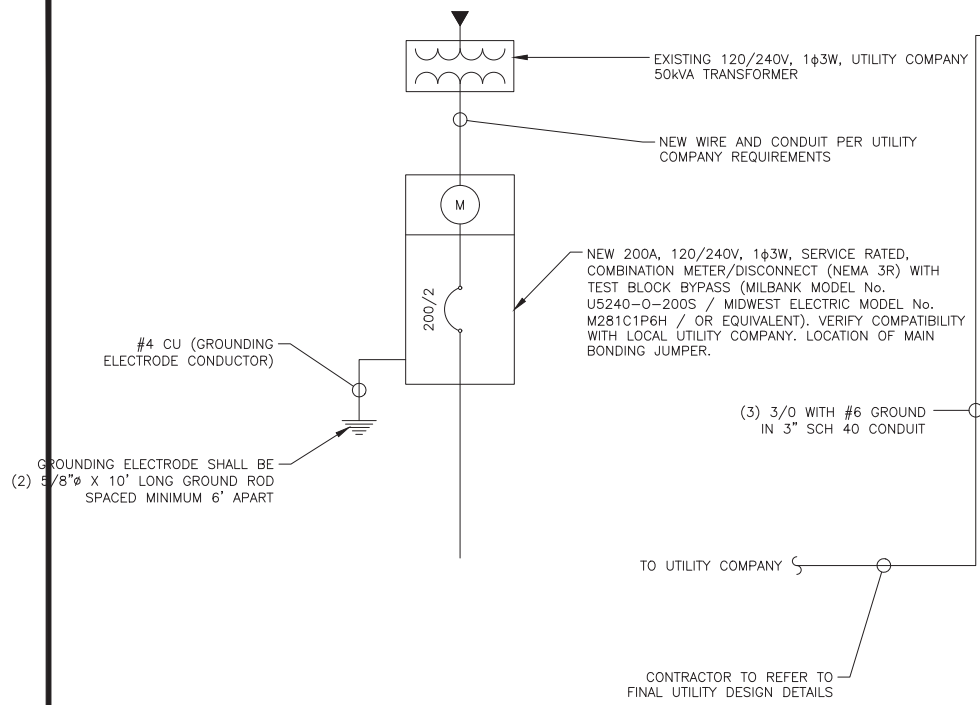 EXISTING 120/240V, 1ϕ3W, UTILITY COMPANY
50kVA TRANSFORMER
NEW WIRE AND CONDUIT PER UTILITY
COMPANY REQUIREMENTS
M
200/2
NEW 200A, 120/240V, 1ϕ3W, SERVICE RATED,
COMBINATION METER/DISCONNECT (NEMA 3R) WITH
TEST BLOCK BYPASS (MILBANK MODEL No.
U5240-O-200S / MIDWEST ELECTRIC MODEL No.
M281C1P6H / OR EQUIVALENT). VERIFY COMPATIBILITY
WITH LOCAL UTILITY COMPANY. LOCATION OF MAIN
BONDING JUMPER.
#4 CU (GROUNDING
ELECTRODE CONDUCTOR)
(3) 3/0 WITH #6 GROUND
IN 3" SCH 40 CONDUIT
GROUNDING ELECTRODE SHALL BE
(2) 5/8"ø X 10' LONG GROUND ROD
SPACED MINIMUM 6' APART
TO UTILITY COMPANY
CONTRACTOR TO REFER TO
FINAL UTILITY DESIGN DETAILS